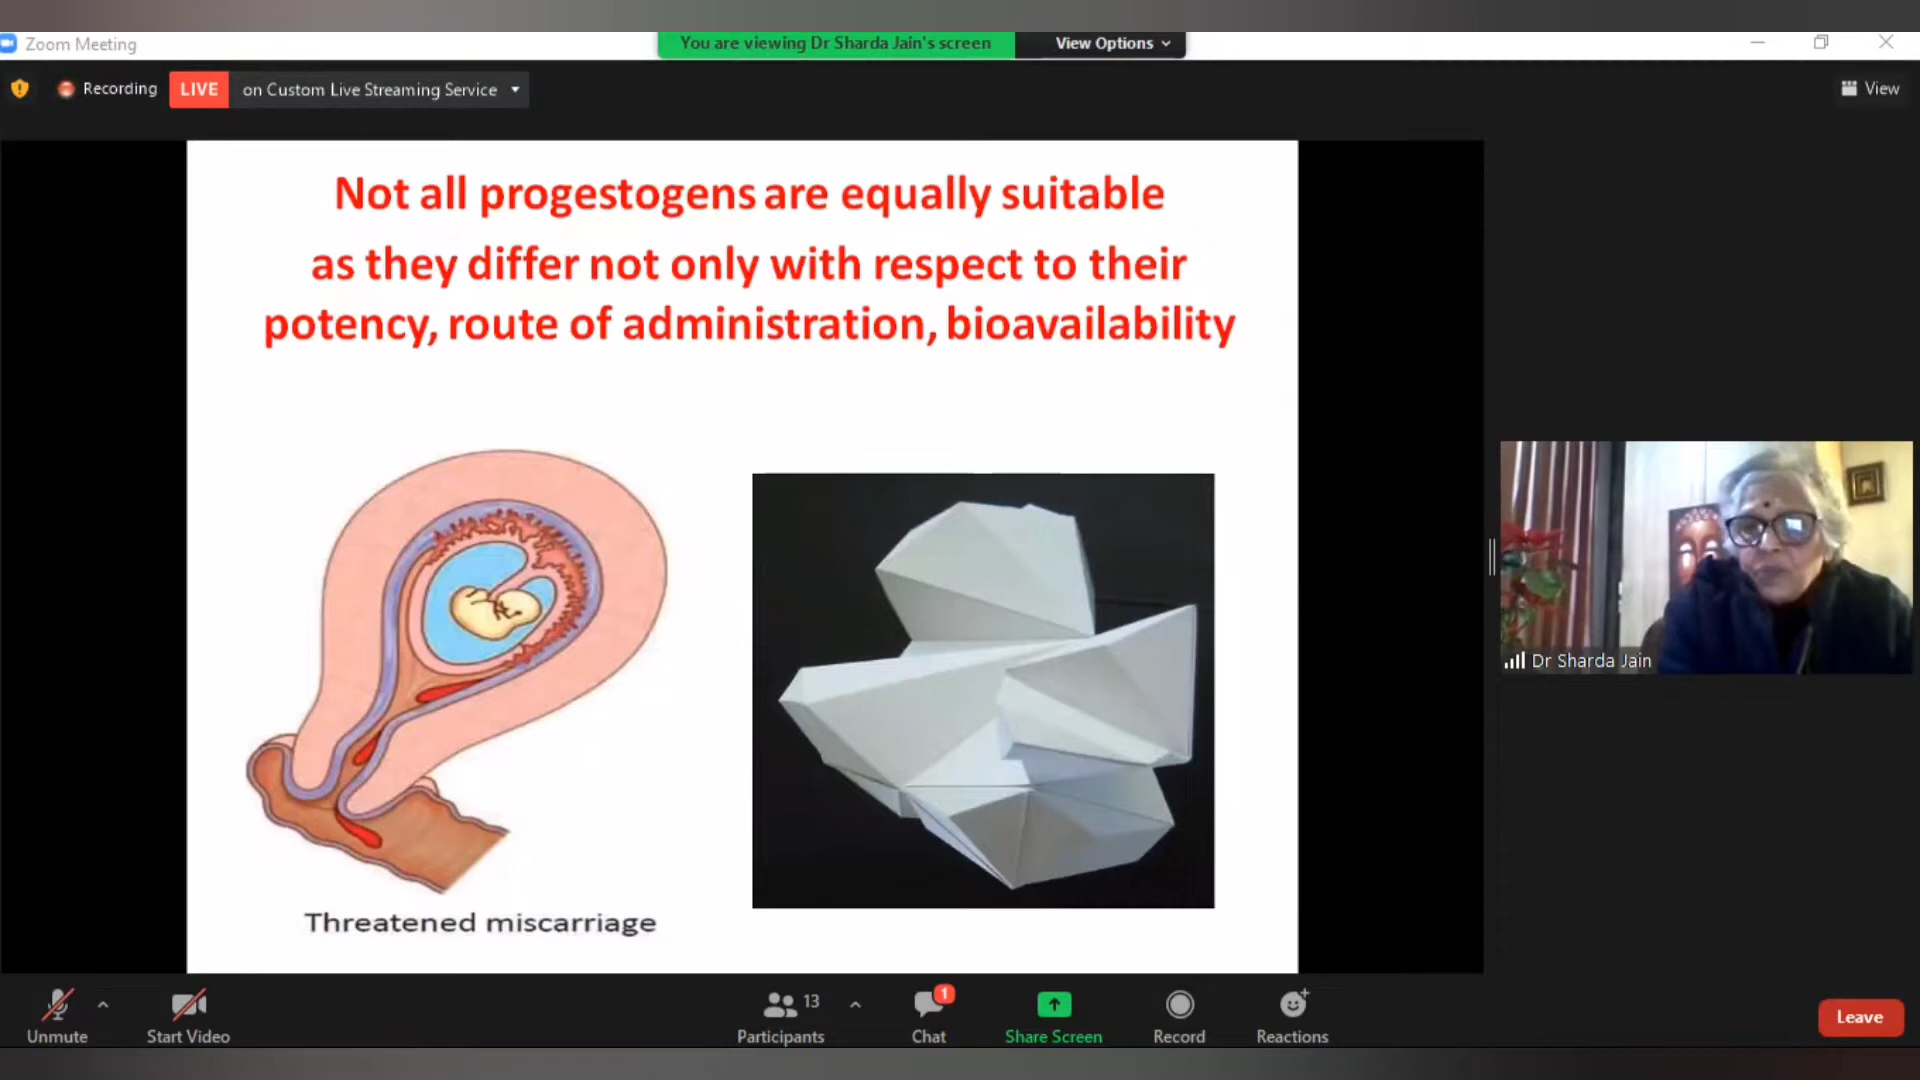 Zoom Meeting
You are viewing Dr Sharda Jain's screen
View Options
Recording
LIVE
on Custom Live Streaming Service
View
Not all progestogens are equally suitable
as they differ not only with respect to their
potency, route of administration, bioavailability
Threatened miscarriage
Dr Sharda Jain
Unmute
Start Video
13
Participants
1
Chat
Share Screen
Record
Reactions
Leave